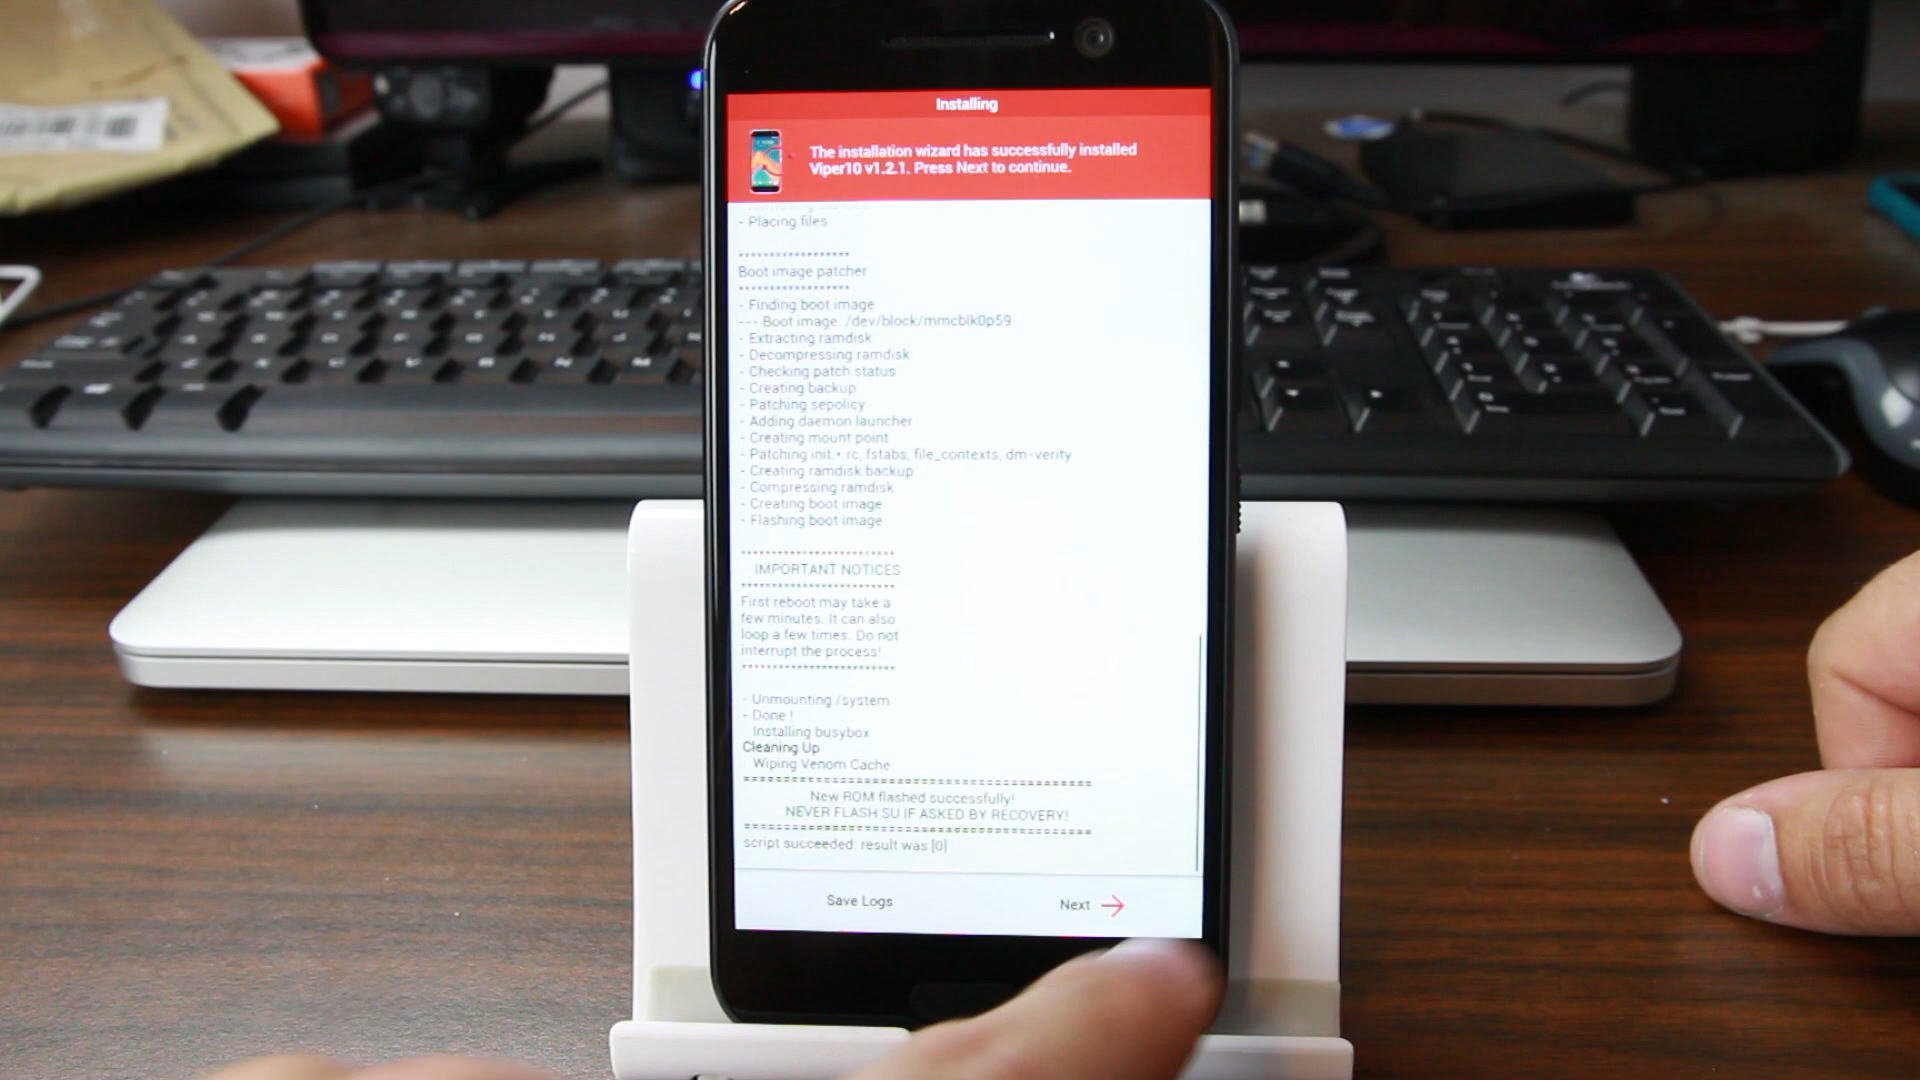 Installing
The installation wizard has successfully installed
Viper10 v1.2.1. Press Next to continue.
- Placing files
******************
Boot image patcher
******************
- Finding boot image
--- Boot image: /dev/block/mmcblk0p59
- Extracting ramdisk
- Decompressing ramdisk
- Checking patch status
- Creating backup
- Patching sepolicy
- Adding daemon launcher
- Creating mount point
- Patching init * rc, fstabs, file_contexts, dm-verity
- Creating ramdisk backup
- Compressing ramdisk
- Creating boot image
- Flashing boot image
*************************
IMPORTANT NOTICES
*************************
First reboot may take a
few minutes. It can also
loop a few times. Do not
interrupt the process!
*************************
- Unmounting /system
- Done !
Installing busybox
Cleaning Up
Wiping Venom Cache
==============================================
New ROM flashed successfully!
NEVER FLASH SU IF ASKED BY RECOVERY!
==============================================
script succeeded: result was [0]
Save Logs
Next